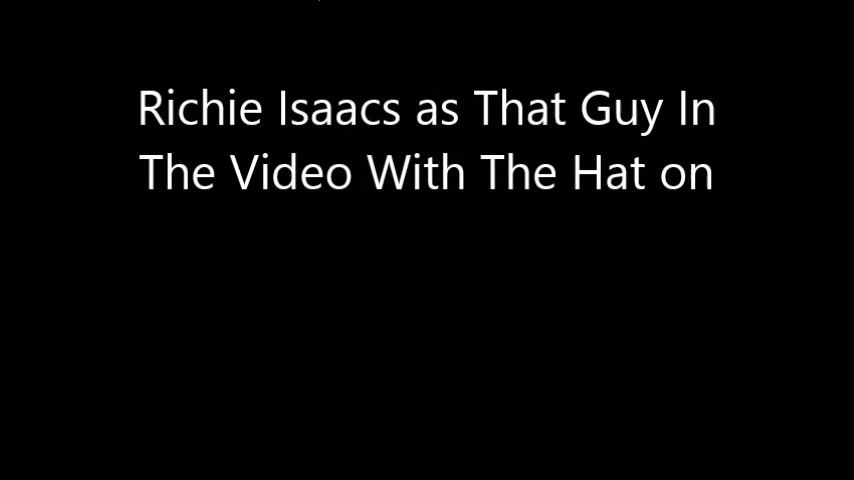 Richie Isaacs as That Guy In
The Video With The Hat on